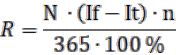 R = N · (If - It) · n
365 · 100 %